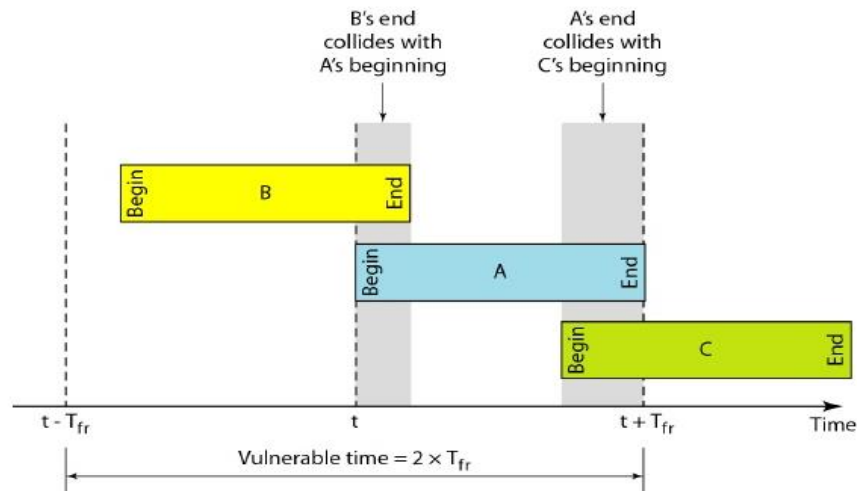 B's end
collides with
A's beginning
A's end
collides with
C's beginning
Begin
B
End
Begin
A
End
Begin
C
End
t - Tfr
t
t + Tfr
Time
Vulnerable time = 2 × Tfr